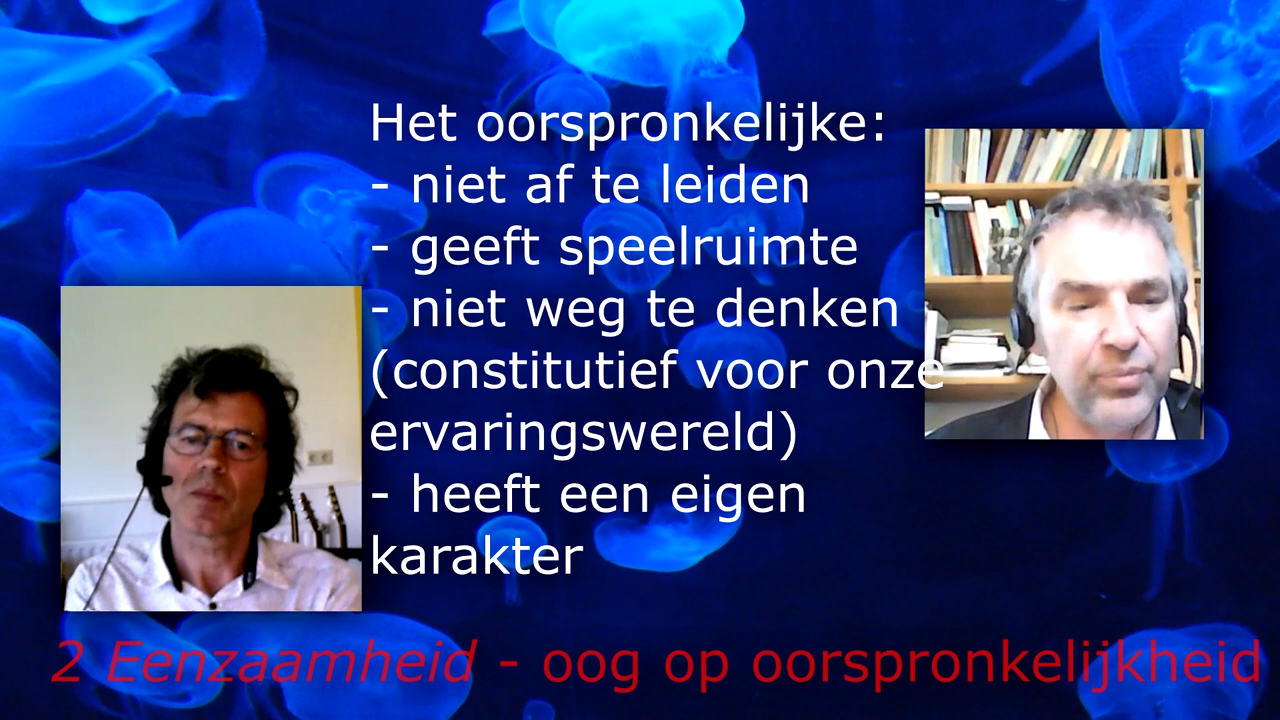 Het oorspronkelijke:
- niet af te leiden
- geeft speelruimte
- niet weg te denken
(constitutief voor onze
ervaringswereld)
- heeft een eigen
karakter
2 Eenzaamheid - oog op oorspronkelijkheid